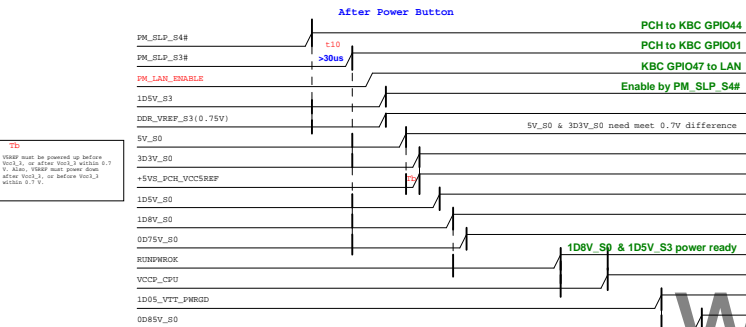 After Power Button
PCH to KBC GPIO44
PM_SLP_S4#
t10
PCH to KBC GPIO01
PM_SLP_S3#
>30us
KBC GPIO47 to LAN
PM_LAN_ENABLE
Enable by PM_SLP_S4#
1D5V_S3
DDR_VREF_S3(0.75V)
5V_S0 & 3D3V_S0 need meet 0.7V difference
5V_S0
Tb
V5REF must be powered up before
Vcc3_3, or after Vcc3_3 within 0.7
V. Also, V5REF must power down
after Vcc3_3, or before Vcc3_3
within 0.7 V.
3D3V_S0
+5VS_PCH_VCC5REF
Tb
1D5V_S0
1D8V_S0
0D75V_S0
1D8V_S0 & 1D5V_S3 power ready
RUNPWROK
VCCP_CPU
1D05_VTT_PWRGD
0D85V_S0